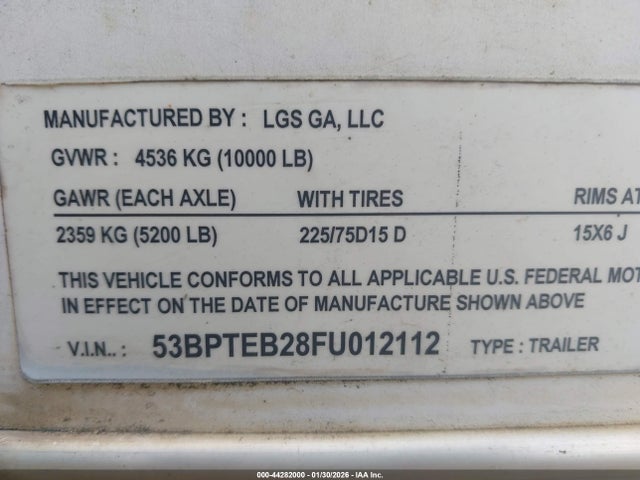 MANUFACTURED BY : LGS GA, LLC
GVWR : 4536 KG (10000 LB)
GAWR (EACH AXLE) WITH TIRES RIMS AT
2359 KG (5200 LB) 225/75D15 D 15X6 J
THIS VEHICLE CONFORMS TO ALL APPLICABLE U.S. FEDERAL MOT
IN EFFECT ON THE DATE OF MANUFACTURE SHOWN ABOVE
V.I.N.. : 53BPTEB28FU012112 TYPE : TRAILER
000-44282000 - 01/30/2026 - IAA Inc.